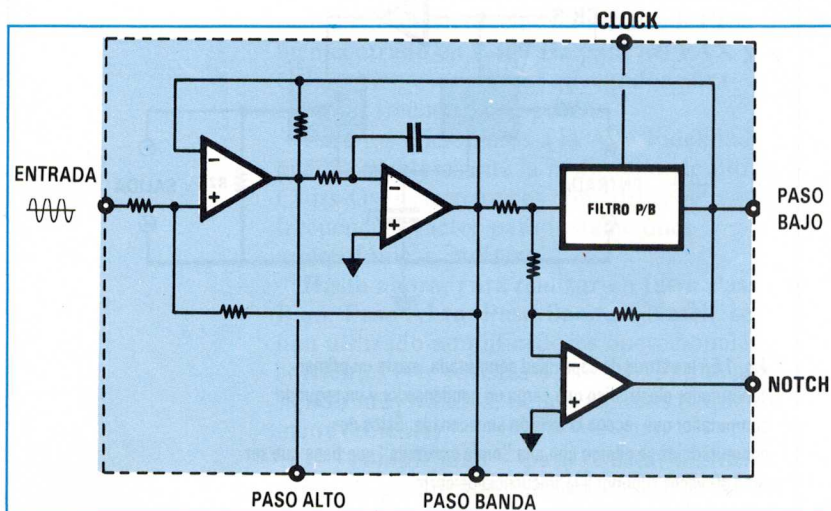 CLOCK
ENTRADA
FILTRO P/B
PASO
BAJO
NOTCH
PASO ALTO
PASO BANDA